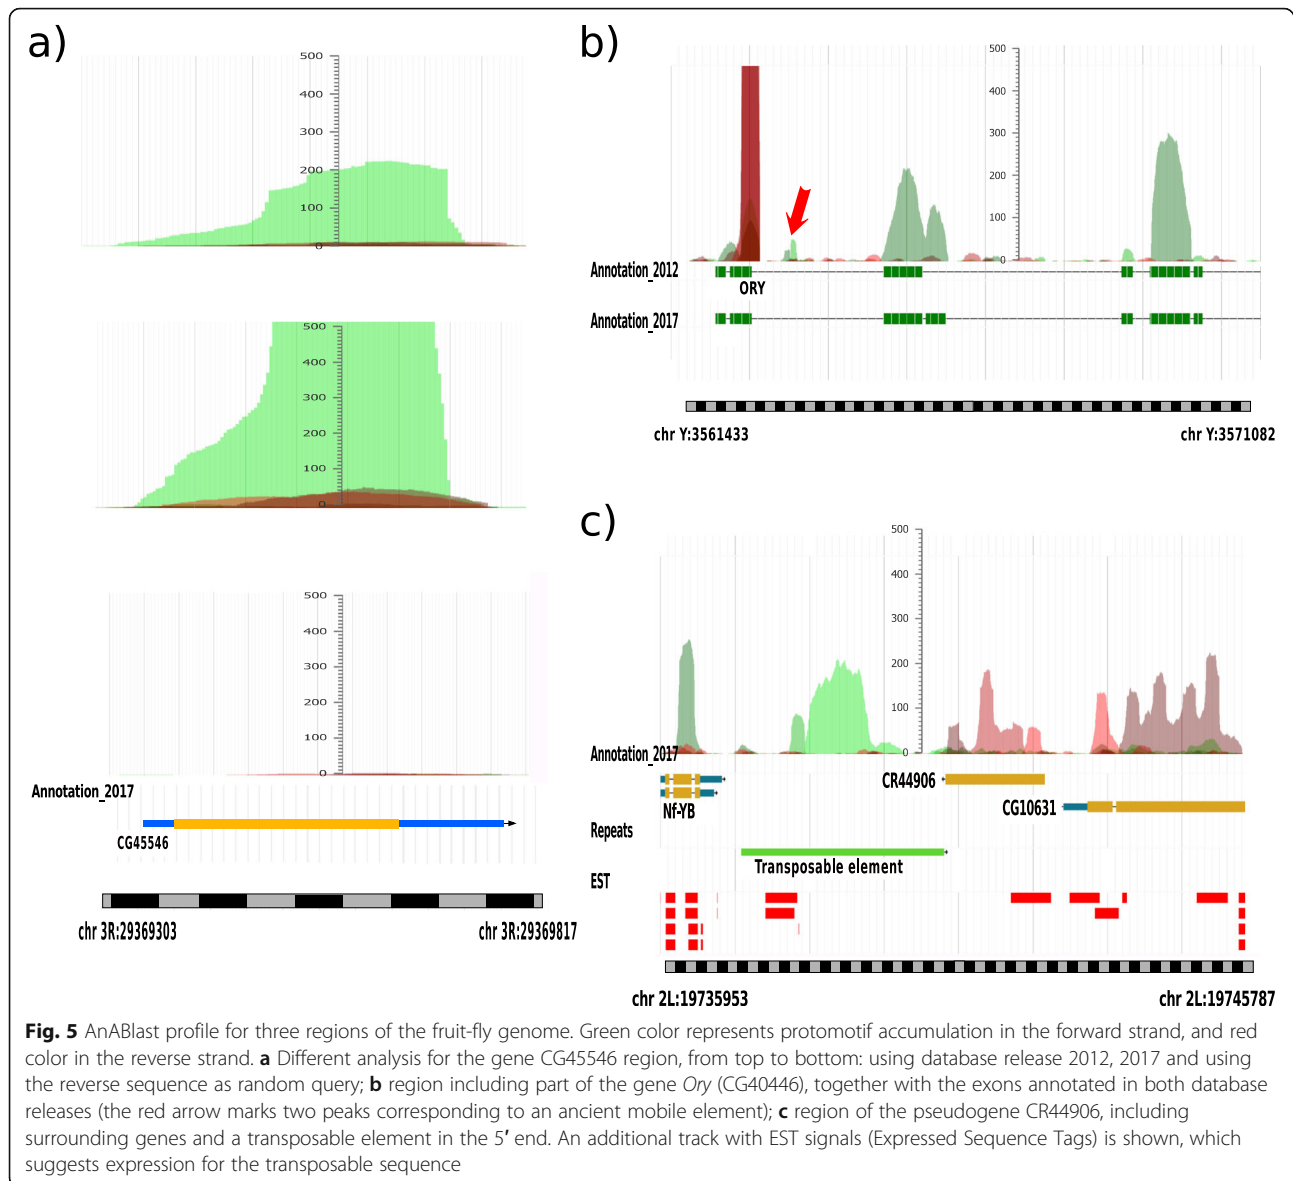 a)
500
400
300
200
100
0
500
400
300
200
100
0
500
400
300
200
100
0
Annotation_2017
CG45546
chr 3R:29369303
chr 3R:29369817
b)
500
400
300
200
100
0
Annotation_2012
ORY
Annotation_2017
chr Y:3561433
chr Y:3571082
c)
500
400
300
200
100
0
Annotation_2017
CR44906
Nf-YB
CG10631
Repeats
Transposable element
EST
chr 2L:19735953
chr 2L:19745787
Fig. 5 AnABlast profile for three regions of the fruit-fly genome. Green color represents protomotif accumulation in the forward strand, and red
color in the reverse strand. a Different analysis for the gene CG45546 region, from top to bottom: using database release 2012, 2017 and using
the reverse sequence as random query; b region including part of the gene Ory (CG40446), together with the exons annotated in both database
releases (the red arrow marks two peaks corresponding to an ancient mobile element); c region of the pseudogene CR44906, including
surrounding genes and a transposable element in the 5′ end. An additional track with EST signals (Expressed Sequence Tags) is shown, which
suggests expression for the transposable sequence